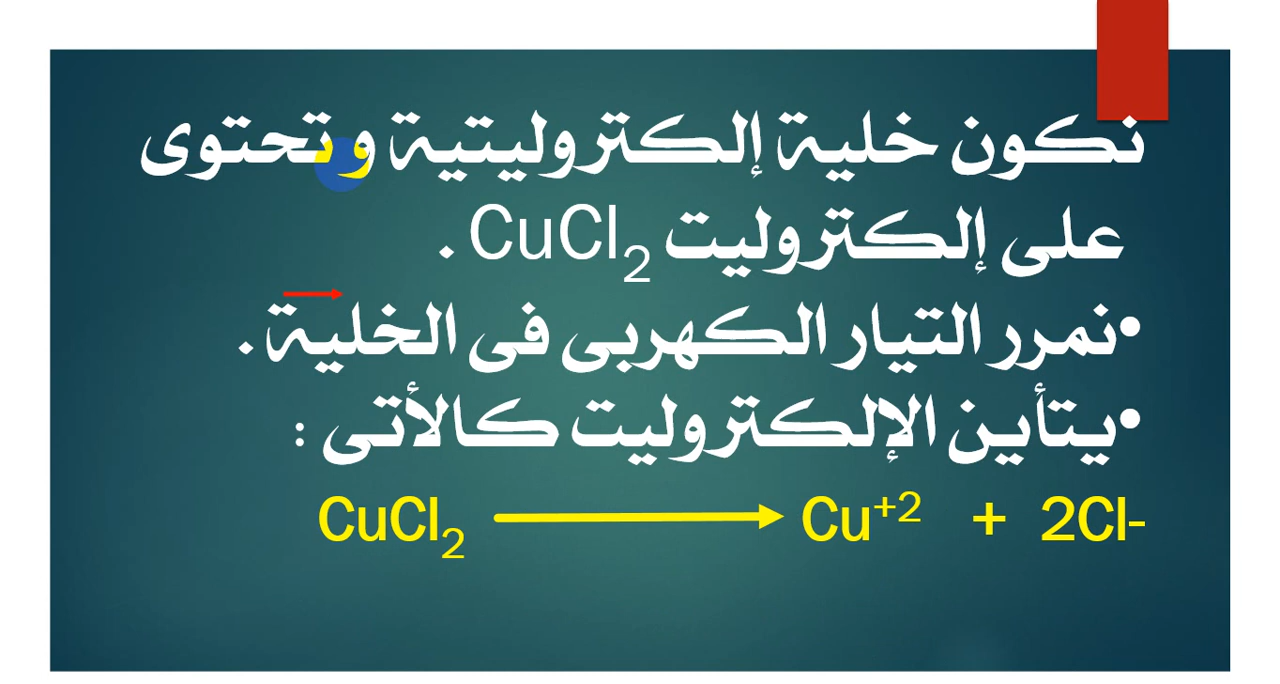 نكون خلية إلكتروليتية وتحتوى
على إلكتروليت CuCl₂ .
•نمرر التيار الكهربى فى الخلية .
•يتأين الإلكتروليت كالأتى :
CuCl₂ ⟶ Cu⁺² + 2Cl-